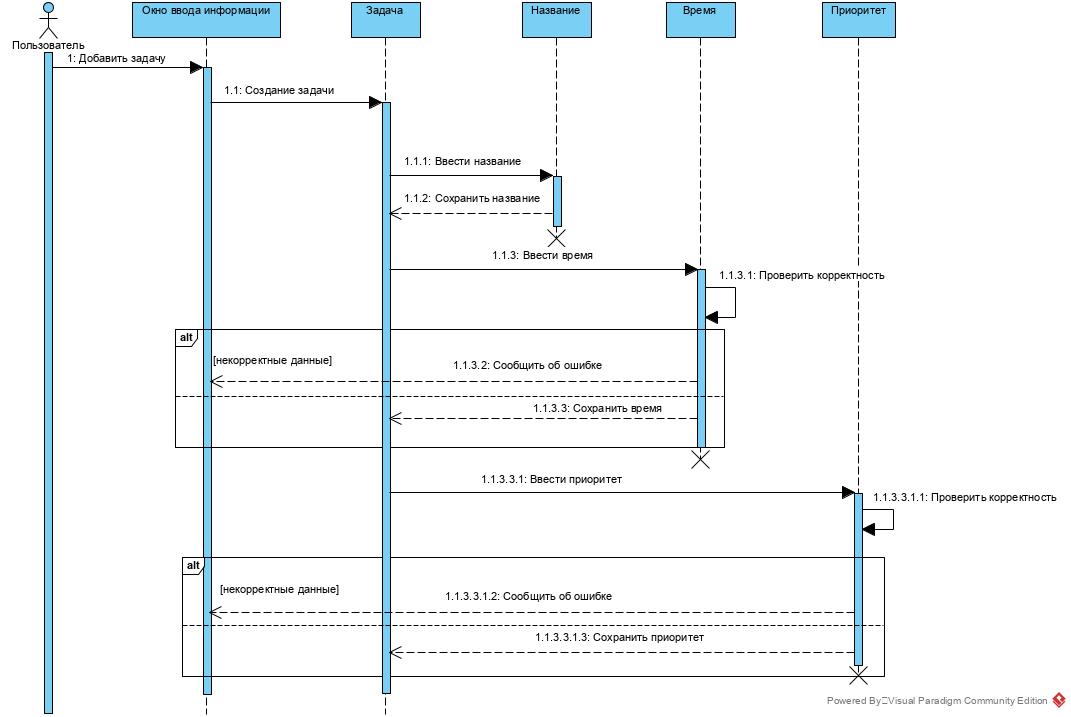 Окно ввода информации
Задача
Название
Время
Приоритет
Пользователь
1: Добавить задачу
1.1: Создание задачи
1.1.1: Ввести название
1.1.2: Сохранить название
1.1.3: Ввести время
1.1.3.1: Проверить корректность
alt
[некорректные данные]
1.1.3.2: Сообщить об ошибке
1.1.3.3: Сохранить время
1.1.3.3.1: Ввести приоритет
1.1.3.3.1.1: Проверить корректность
alt
[некорректные данные]
1.1.3.3.1.2: Сообщить об ошибке
1.1.3.3.1.3: Сохранить приоритет
Powered By Visual Paradigm Community Edition